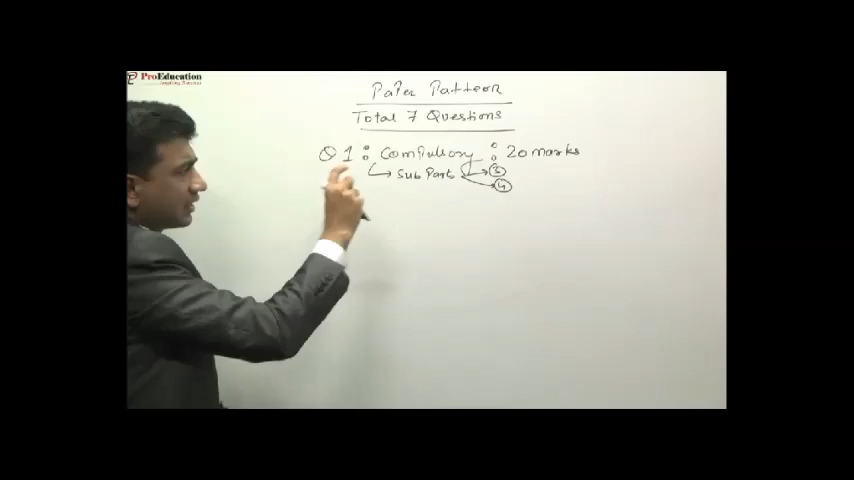 ProEducation
Paper Pattern
Total 7 Questions
Q 1 : Compulsory : 20 marks
Sub Parts 3
4